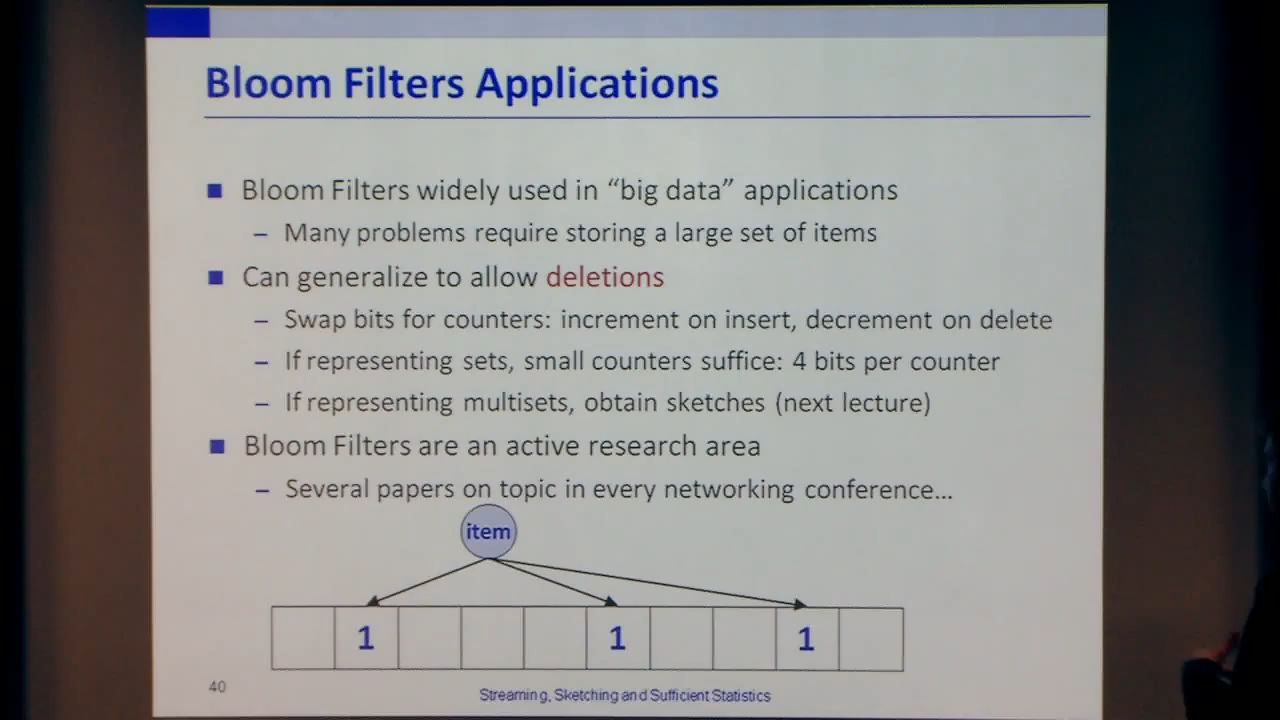 Bloom Filters Applications
Bloom Filters widely used in “big data” applications
– Many problems require storing a large set of items
Can generalize to allow deletions
– Swap bits for counters: increment on insert, decrement on delete
– If representing sets, small counters suffice: 4 bits per counter
– If representing multisets, obtain sketches (next lecture)
Bloom Filters are an active research area
– Several papers on topic in every networking conference…
item
1 1 1
40
Streaming, Sketching and Sufficient Statistics